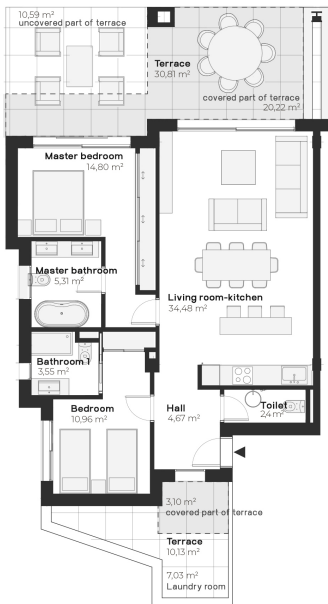 10,59 m²
uncovered part of terrace
Terrace
30,81 m²
covered part of terrace
20,22 m²
Master bedroom
14,80 m²
Master bathroom
5,31 m²
Living room-kitchen
34,48 m²
Bathroom 1
3,55 m²
Bedroom
10,96 m²
Hall
4,67 m²
Toilet
2,4 m²
3,10 m²
covered part of terrace
Terrace
10,13 m²
7,03 m²
Laundry room